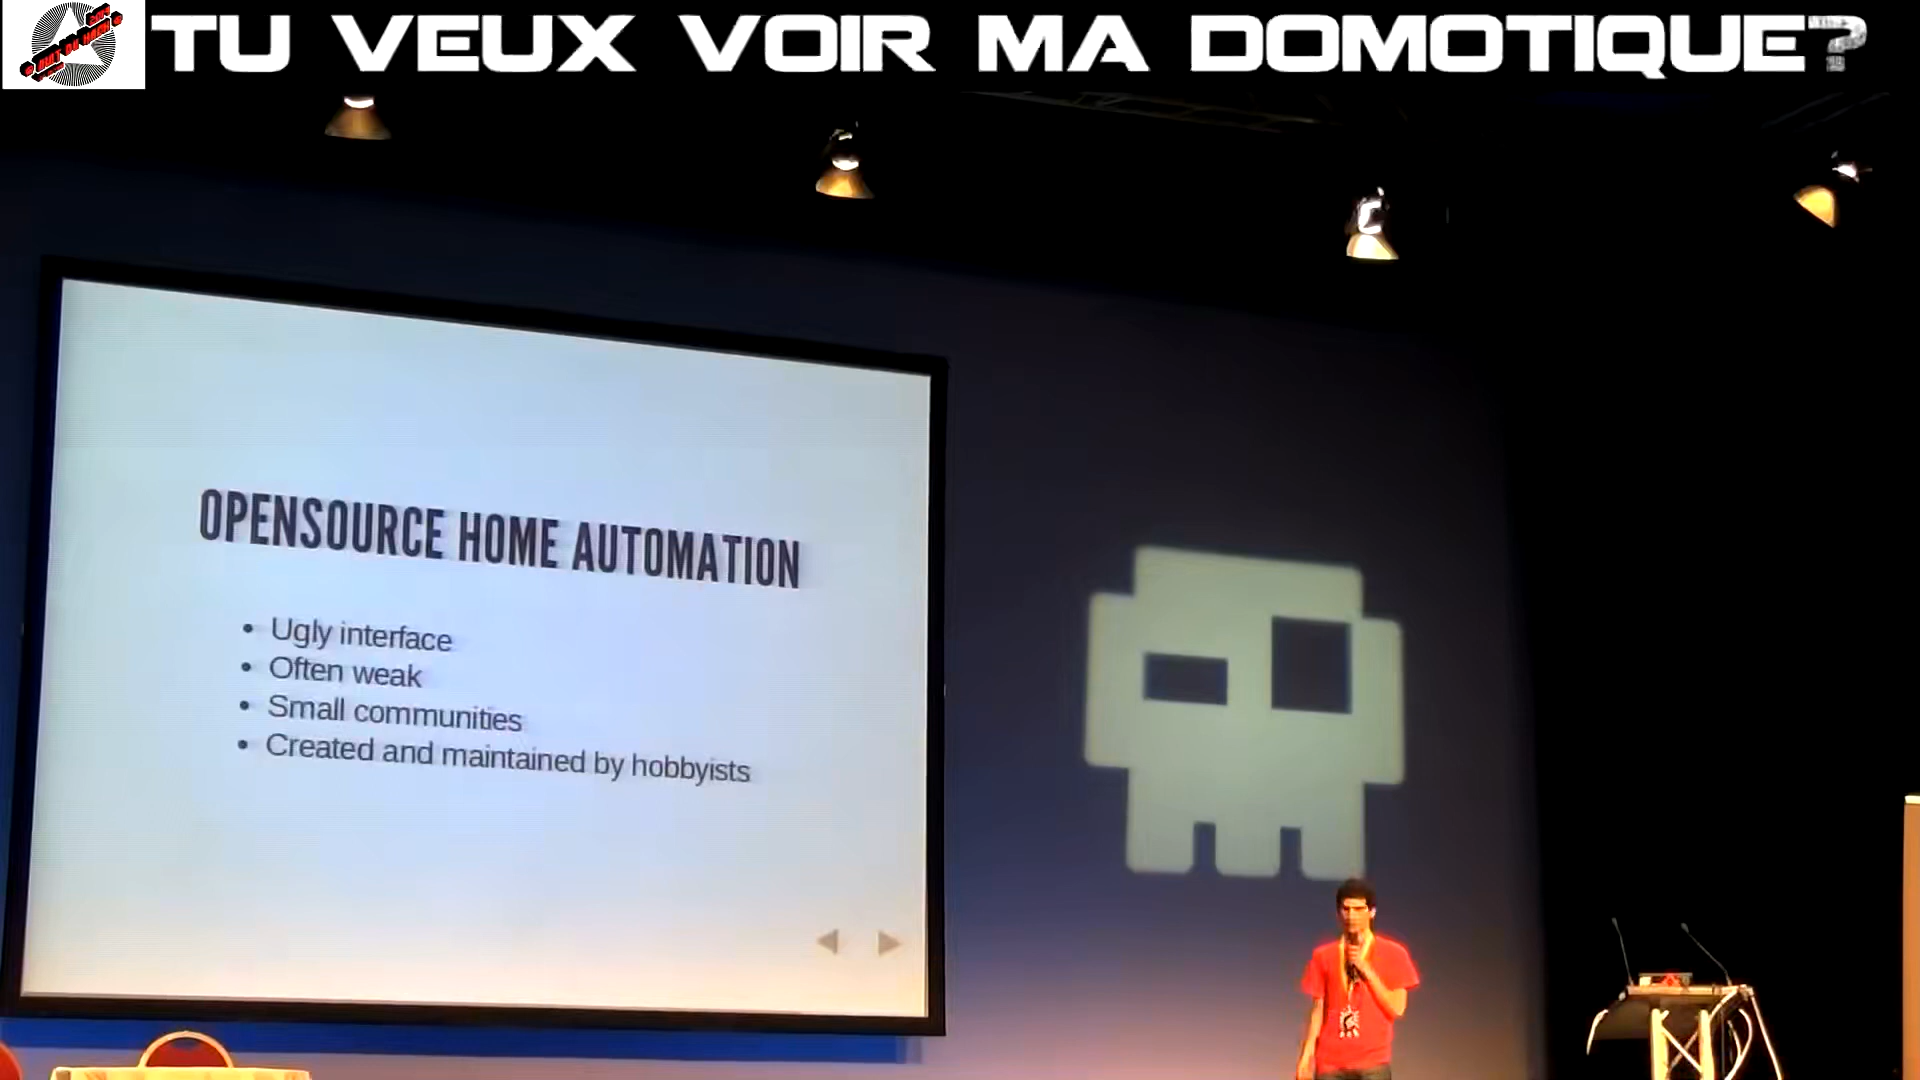 TU VEUX VOIR MA DOMOTIQUE?
OPENSOURCE HOME AUTOMATION
• Ugly interface
• Often weak
• Small communities
• Created and maintained by hobbyists